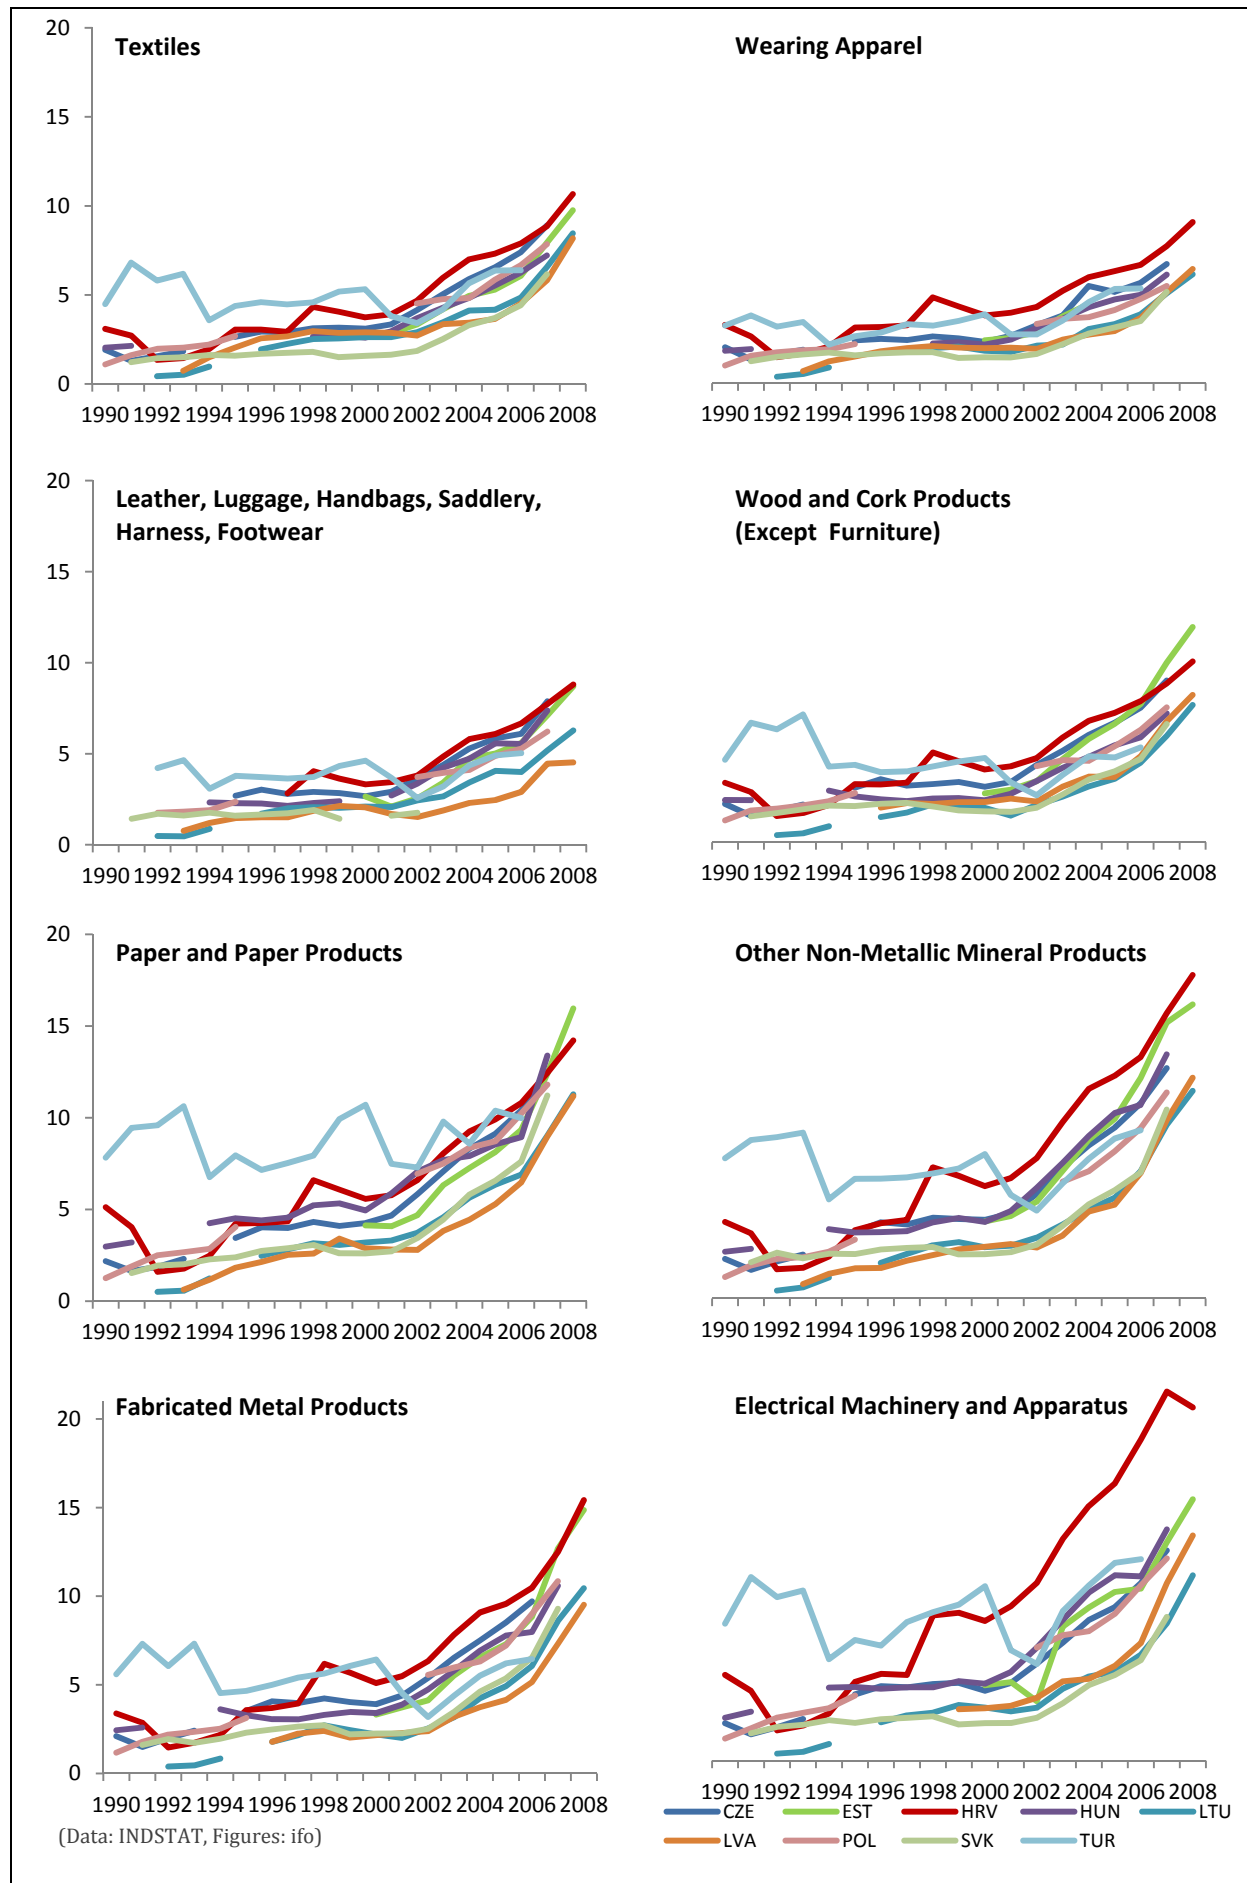 Textiles
Wearing Apparel
20
15
10
5
0
1990 1992 1994 1996 1998 2000 2002 2004 2006 2008
1990 1992 1994 1996 1998 2000 2002 2004 2006 2008
Leather, Luggage, Handbags, Saddlery,
Harness, Footwear
Wood and Cork Products
(Except Furniture)
20
15
10
5
0
1990 1992 1994 1996 1998 2000 2002 2004 2006 2008
1990 1992 1994 1996 1998 2000 2002 2004 2006 2008
Paper and Paper Products
Other Non-Metallic Mineral Products
20
15
10
5
0
1990 1992 1994 1996 1998 2000 2002 2004 2006 2008
1990 1992 1994 1996 1998 2000 2002 2004 2006 2008
Fabricated Metal Products
Electrical Machinery and Apparatus
20
15
10
5
0
1990 1992 1994 1996 1998 2000 2002 2004 2006 2008
1990 1992 1994 1996 1998 2000 2002 2004 2006 2008
CZE EST HRV HUN LTU
LVA POL SVK TUR
(Data: INDSTAT, Figures: ifo)